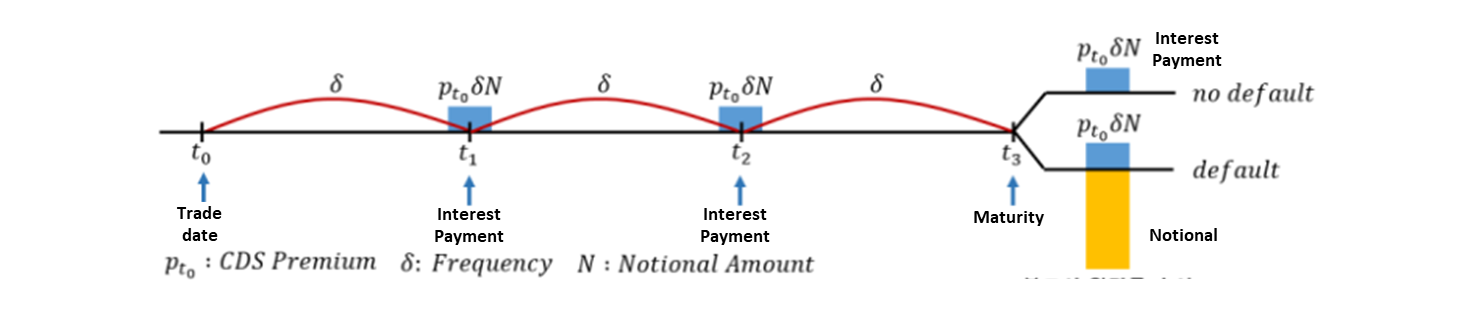 Interest
Payment
p_{t_0}δN
no default
δ
p_{t_0}δN
δ
p_{t_0}δN
δ
p_{t_0}δN
t_0
t_1
t_2
t_3
default
Trade
date
Interest
Payment
Interest
Payment
Maturity
Notional
p_{t_0} : CDS Premium δ: Frequency N : Notional Amount